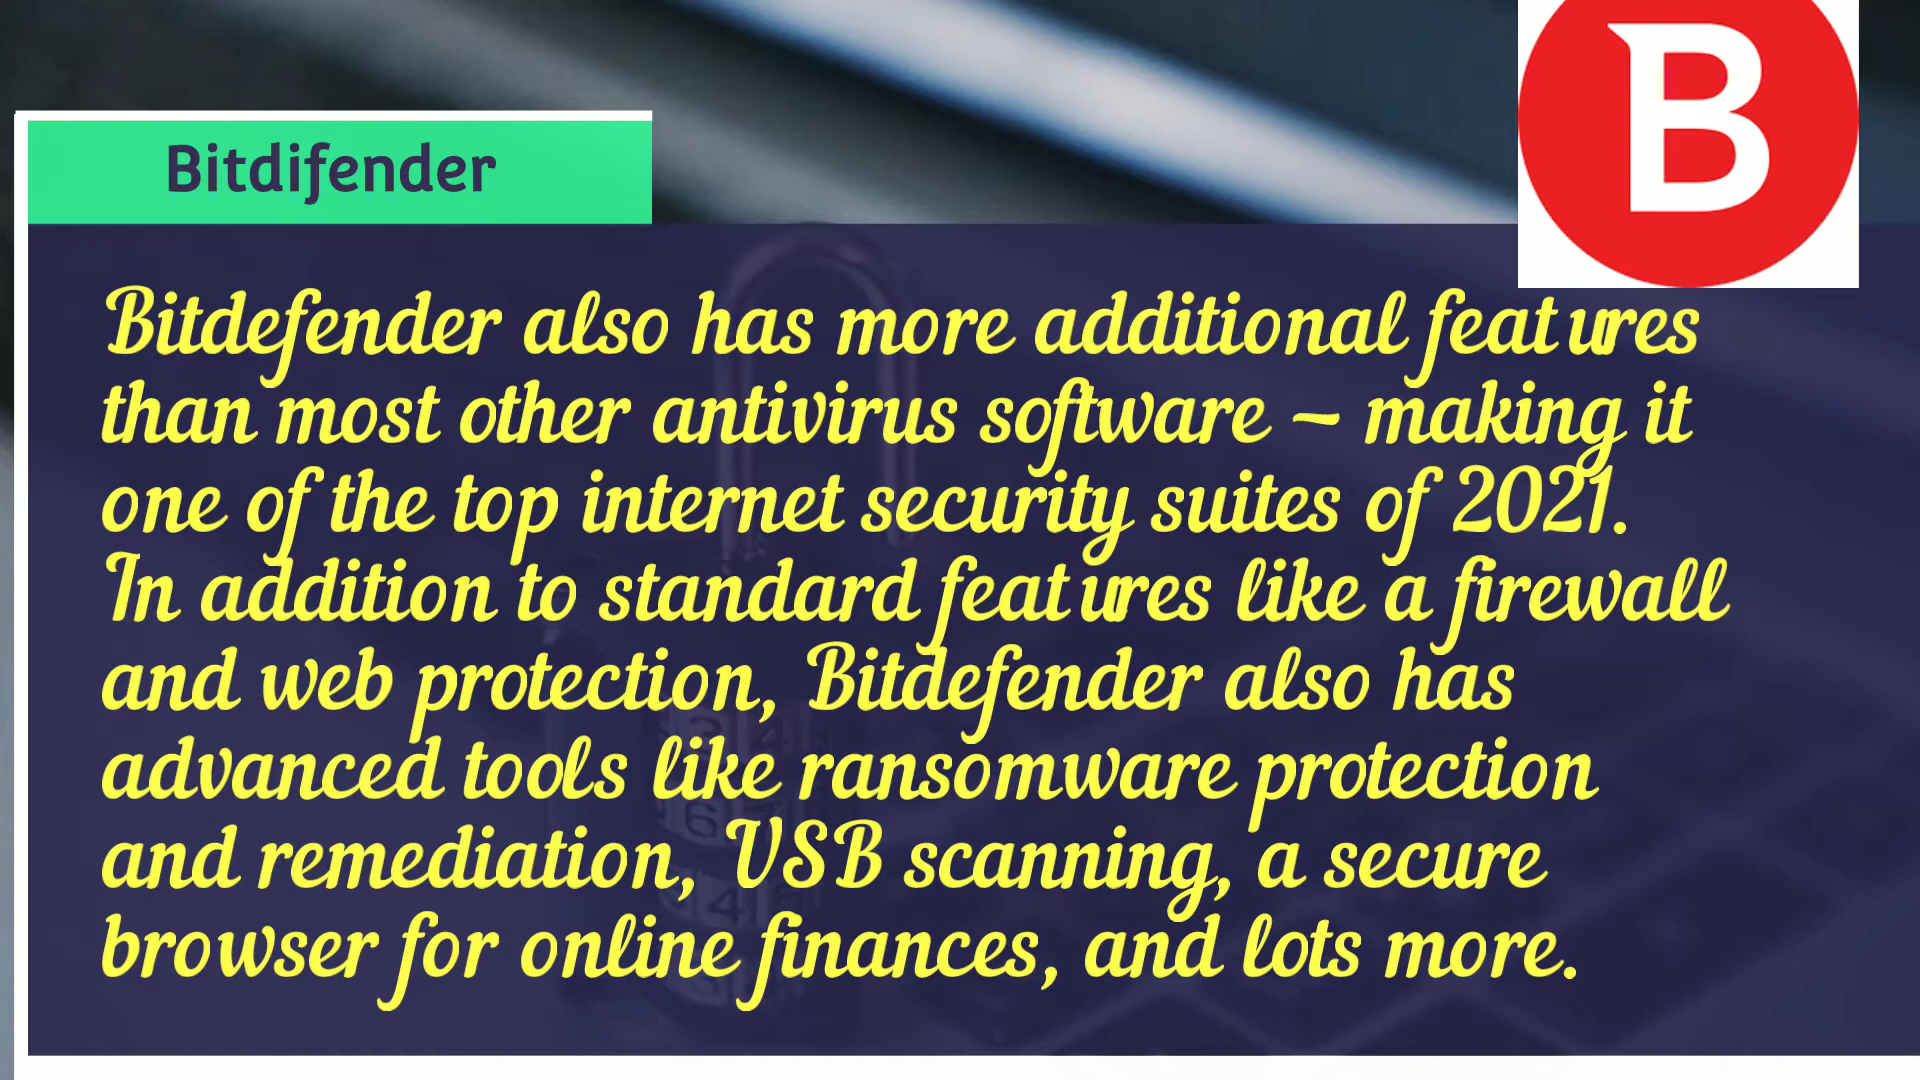 B
Bitdifender
Bitdefender also has more additional features
than most other antivirus software – making it
one of the top internet security suites of 2021.
In addition to standard features like a firewall
and web protection, Bitdefender also has
advanced tools like ransomware protection
and remediation, USB scanning, a secure
browser for online finances, and lots more.